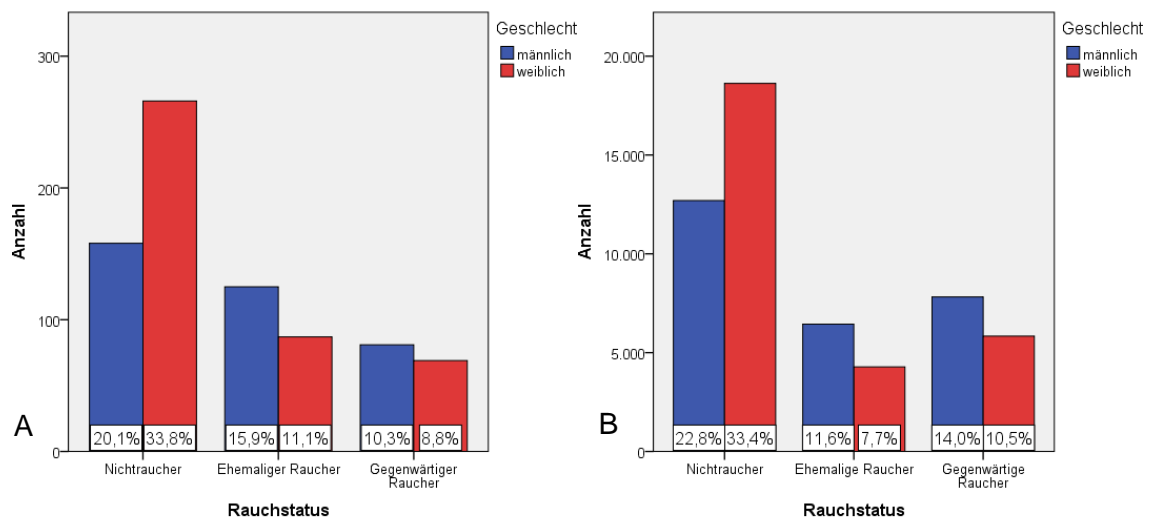 Geschlecht
männlich
weiblich
300
200
100
0
Anzahl
A
20,1% 33,8% 15,9% 11,1% 10,3% 8,8%
Nichtraucher Ehemaliger Raucher Gegenwärtiger
Raucher
Rauchstatus
Geschlecht
männlich
weiblich
20.000
15.000
10.000
5.000
0
Anzahl
B
22,8% 33,4% 11,6% 7,7% 14,0% 10,5%
Nichtraucher Ehemalige Raucher Gegenwärtige
Raucher
Rauchstatus